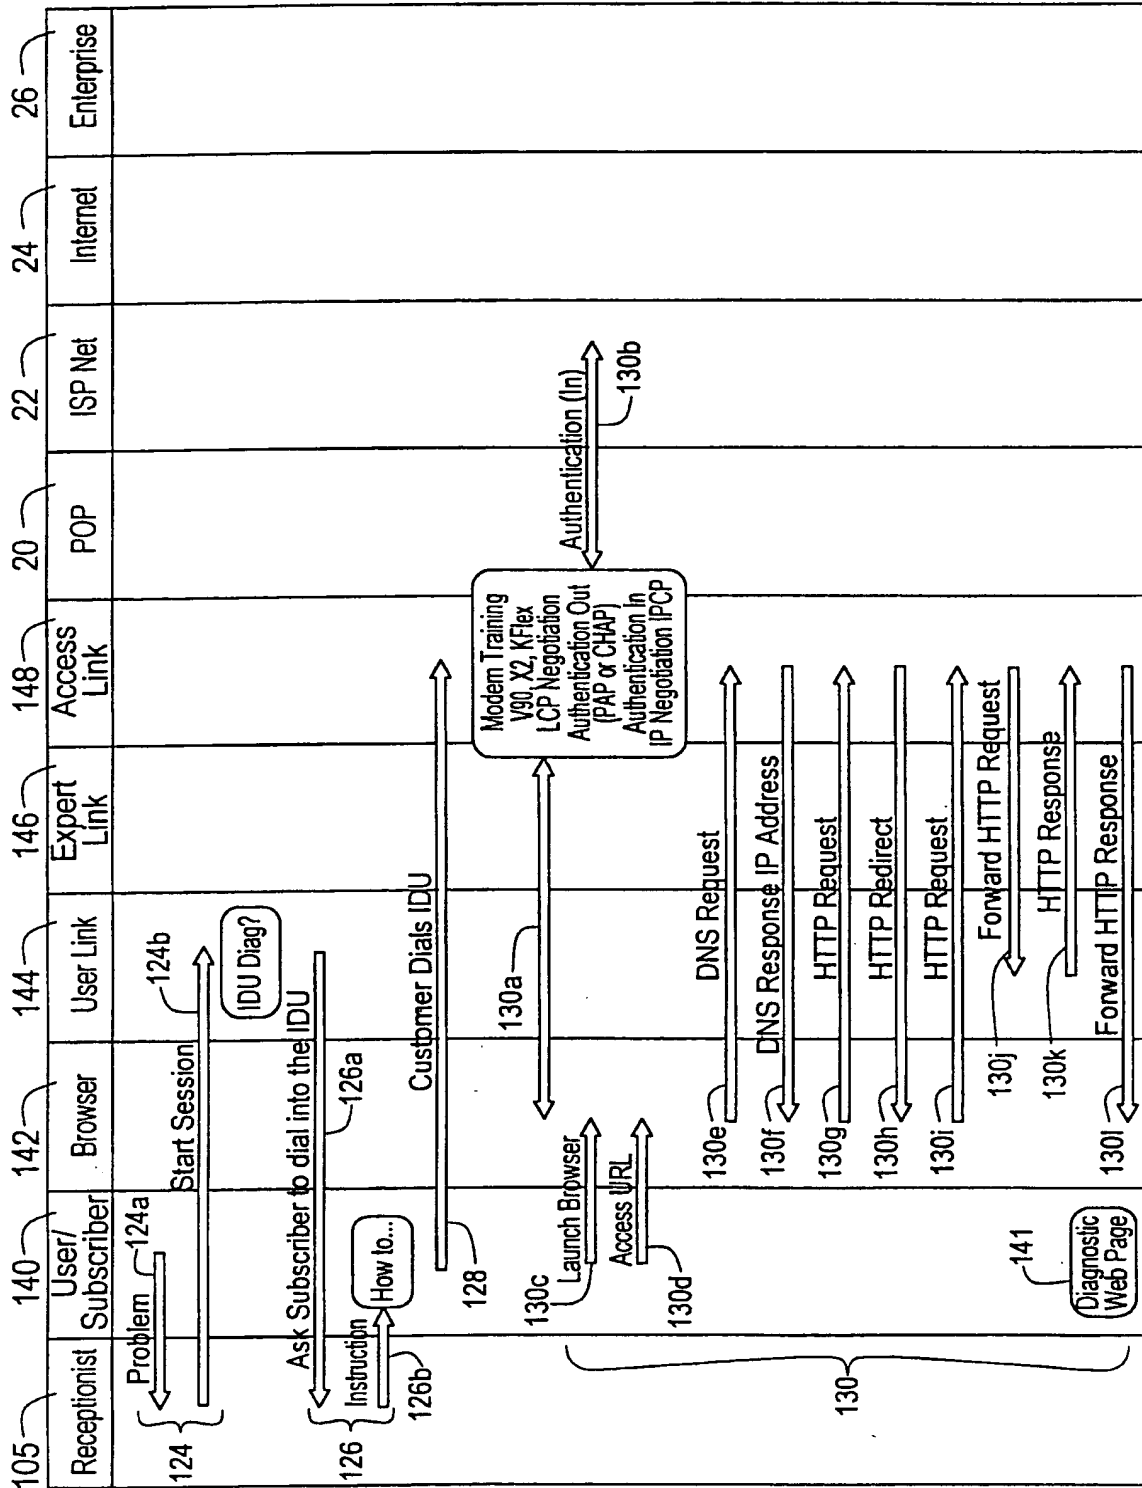 105
140
142
144
146
148
20
22
24
26
Receptionist
User/
Subscriber
Browser
User Link
Expert
Link
Access
Link
POP
ISP Net
Internet
Enterprise
Problem
124a
Start Session
124b
124
IDU Diag?
Ask Subscriber to dial into the IDU
126a
Instruction
How to...
126b
126
Customer Dials IDU
128
130a
Modem Training
V90, X2, KFlex
LCP Negotiation
Authentication Out
(PAP or CHAP)
Authentication In
IP Negotiation IPCP
Authentication (In)
130b
Launch Browser
130c
Access URL
130d
DNS Request
130e
DNS Response IP Address
130f
HTTP Request
130g
HTTP Redirect
130h
HTTP Request
130i
Forward HTTP Request
130j
HTTP Response
130k
Forward HTTP Response
130l
130
141
Diagnostic
Web Page